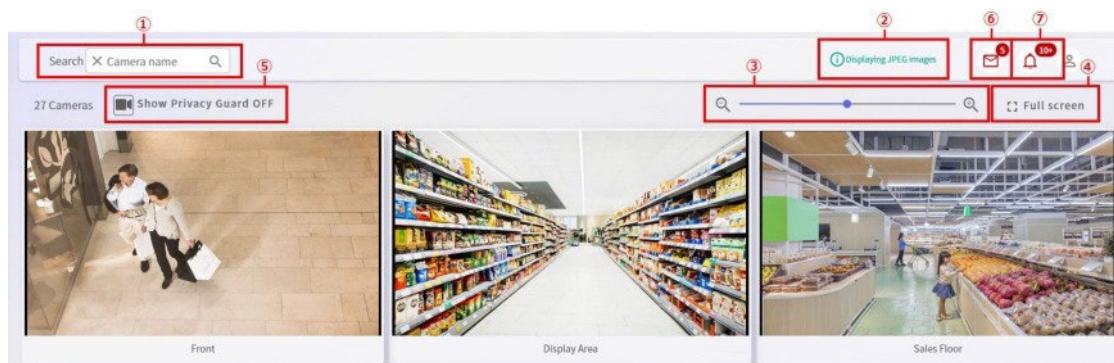 ① ② ⑥ ⑦
Search Camera name
Displaying JPEG images
5
10+
③ ④ ⑤
27 Cameras
Show Privacy Guard OFF
Full screen
Front
Display Area
Sales Floor